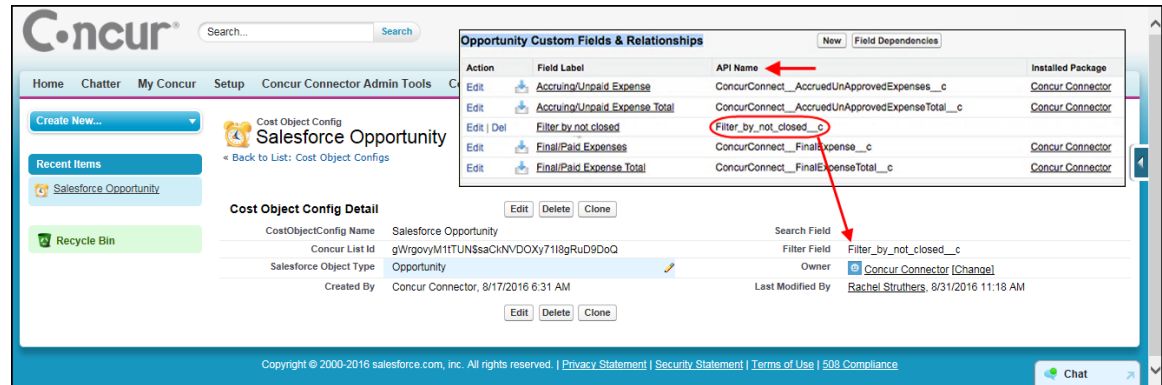 Concur®
Search... Search
Home Chatter My Concur Setup Concur Connector Admin Tools
Opportunity Custom Fields & Relationships New Field Dependencies
Action Field Label API Name Installed Package
Edit Accruing/Unpaid Expense ConcurConnect__AccruedUnApprovedExpenses__c Concur Connector
Edit Accruing/Unpaid Expense Total ConcurConnect__AccruedUnApprovedExpenseTotal__c Concur Connector
Edit | Del Filter by not closed Filter_by_not_closed__c
Edit Final/Paid Expenses ConcurConnect__FinalExpense__c Concur Connector
Edit Final/Paid Expense Total ConcurConnect__FinalExpenseTotal__c Concur Connector
Create New...
Recent Items
Salesforce Opportunity
Recycle Bin
Cost Object Config
Salesforce Opportunity
« Back to List: Cost Object Configs
Cost Object Config Detail Edit Delete Clone
CostObjectConfig Name Salesforce Opportunity Search Field
Concur List Id gWrgovyM1tTUN$saCkNVDOXy71I8gRuD9DoQ Filter Field Filter_by_not_closed__c
Salesforce Object Type Opportunity Owner Concur Connector [Change]
Created By Concur Connector, 8/17/2016 6:31 AM Last Modified By Rachel Struthers, 8/31/2016 11:18 AM
Edit Delete Clone
Copyright © 2000-2016 salesforce.com, inc. All rights reserved. | Privacy Statement | Security Statement | Terms of Use | 508 Compliance
Chat